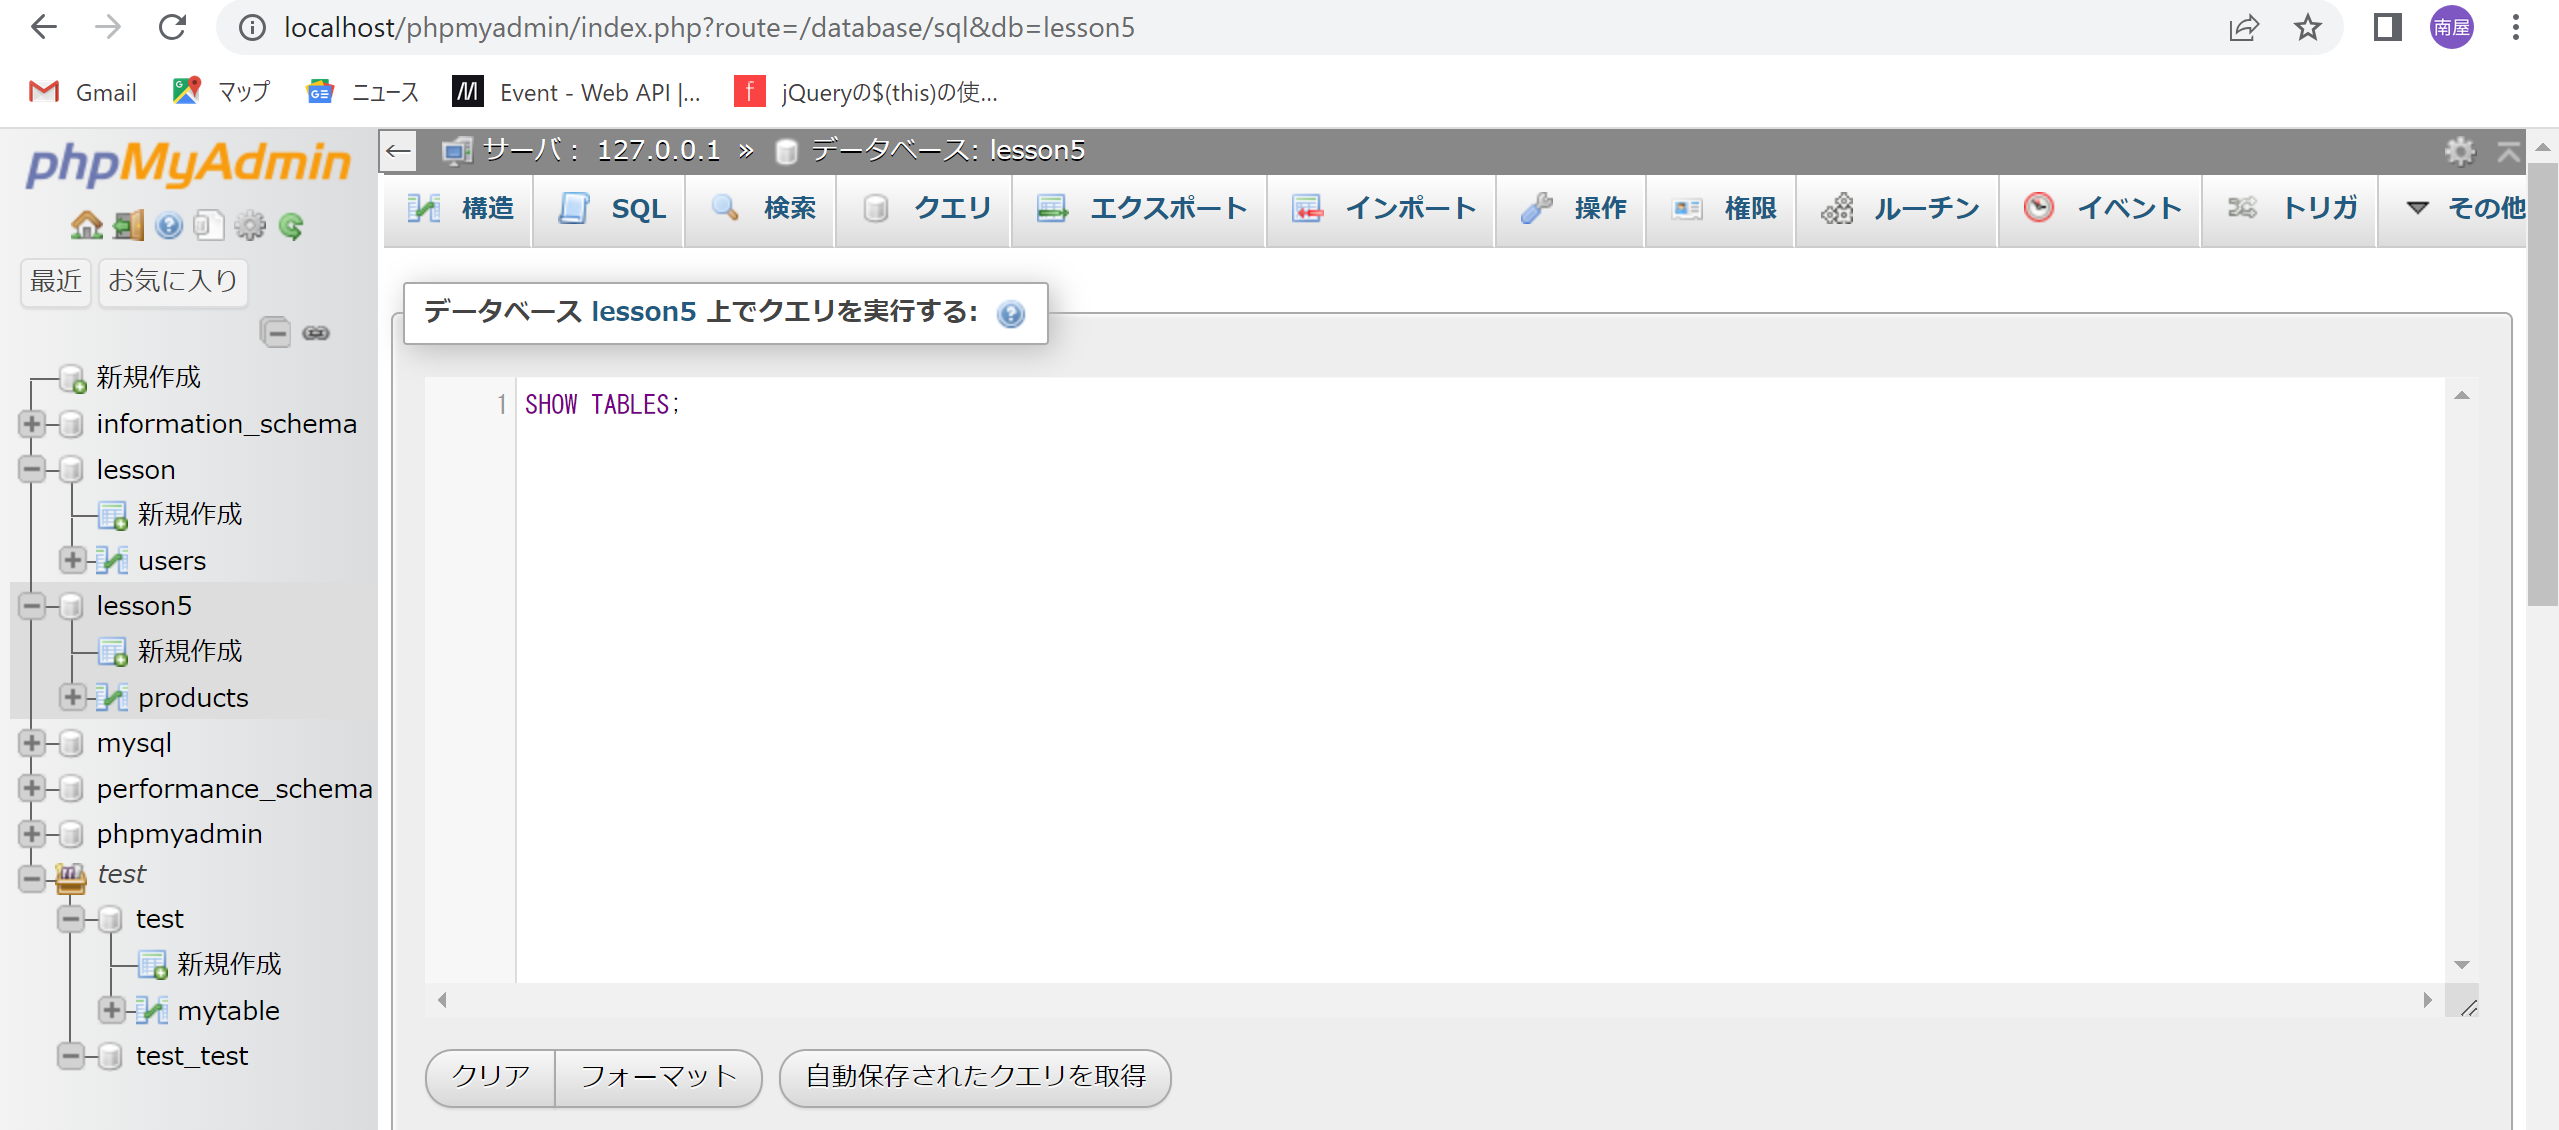 localhost/phpmyadmin/index.php?route=/database/sql&db=lesson5
南屋
Gmail マップ ニュース Event - Web API |... jQueryの$(this)の使...
phpMyAdmin
最近 お気に入り
新規作成
information_schema
lesson
新規作成
users
lesson5
新規作成
products
mysql
performance_schema
phpmyadmin
test
test
新規作成
mytable
test_test
サーバ: 127.0.0.1 » データベース: lesson5
構造 SQL 検索 クエリ エクスポート インポート 操作 権限 ルーチン イベント トリガ その他
データベース lesson5 上でクエリを実行する:
1 SHOW TABLES;
クリア フォーマット 自動保存されたクエリを取得